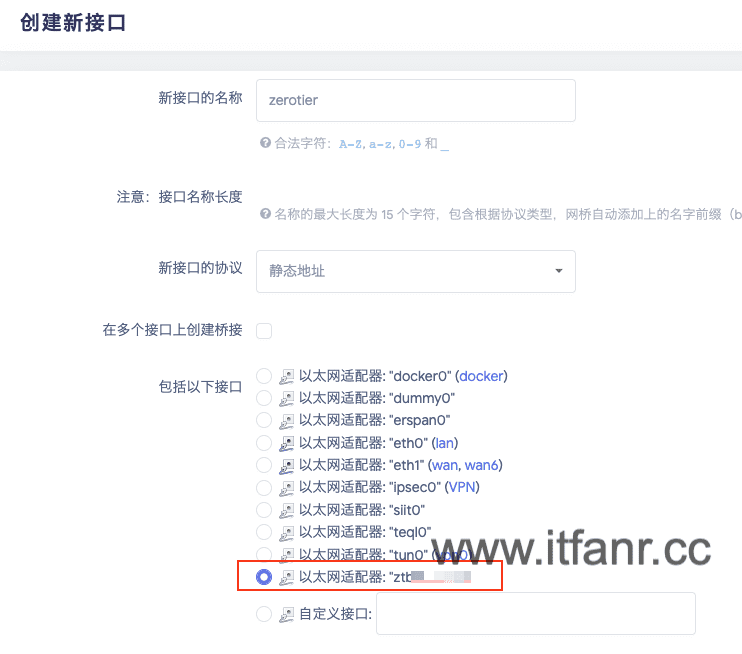 创建新接口
新接口的名称
zerotier
合法字符: A-Z, a-z, 0-9 和 _
注意：接口名称长度
名称的最大长度为 15 个字符，包含根据协议类型，网桥自动添加上的名字前缀（b
新接口的协议
静态地址
在多个接口上创建桥接
包括以下接口
以太网适配器: "docker0" (docker)
以太网适配器: "dummy0"
以太网适配器: "erspan0"
以太网适配器: "eth0" (lan)
以太网适配器: "eth1" (wan, wan6)
以太网适配器: "ipsec0" (VPN)
以太网适配器: "siit0"
以太网适配器: "teql0"
以太网适配器: "tun0" (vpn0)
www.itfanr.cc
以太网适配器: "ztb
自定义接口: